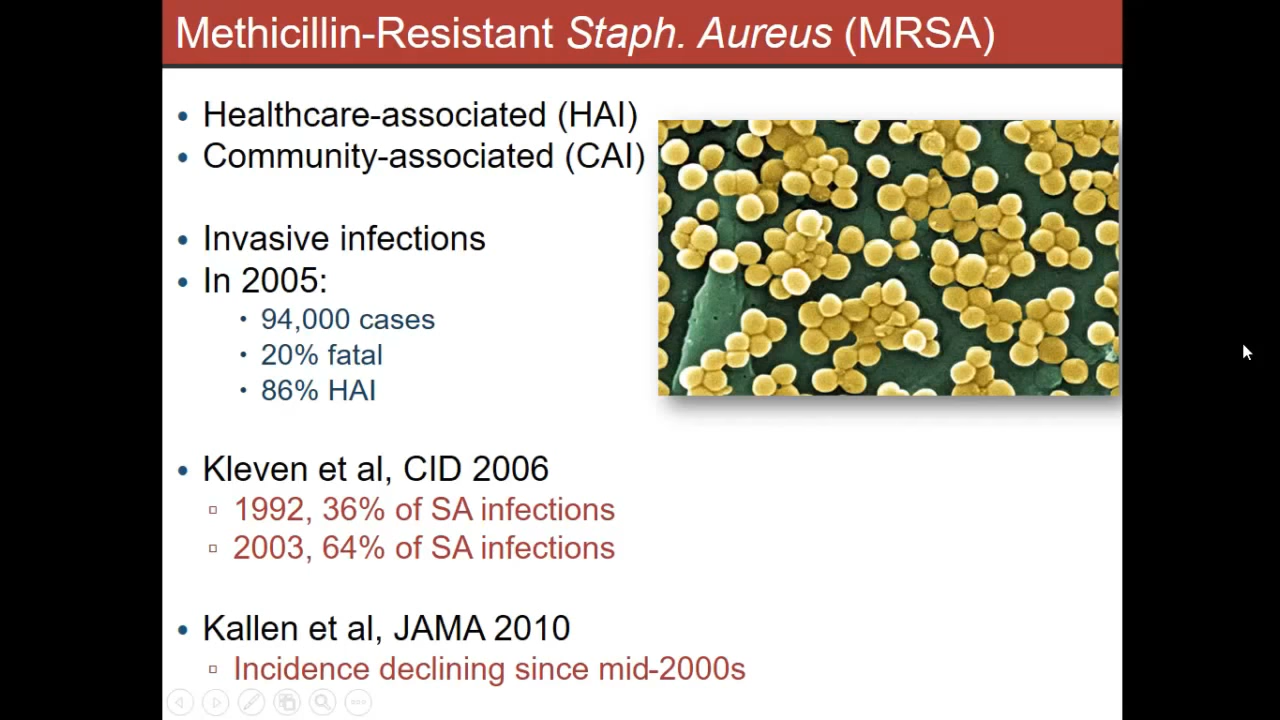 Methicillin-Resistant Staph. Aureus (MRSA)
• Healthcare-associated (HAI)
• Community-associated (CAI)
• Invasive infections
• In 2005:
• 94,000 cases
• 20% fatal
• 86% HAI
• Kleven et al, CID 2006
▫ 1992, 36% of SA infections
▫ 2003, 64% of SA infections
• Kallen et al, JAMA 2010
▫ Incidence declining since mid-2000s